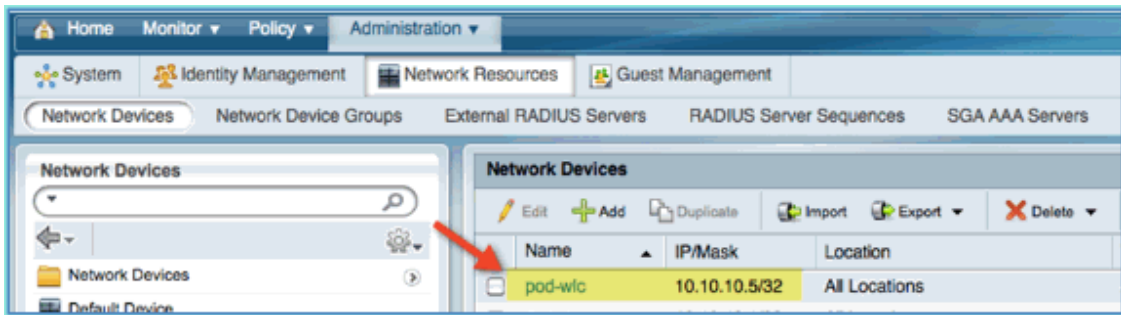 Home Monitor Policy Administration
System Identity Management Network Resources Guest Management
Network Devices Network Device Groups External RADIUS Servers RADIUS Server Sequences SGA AAA Servers
Network Devices
Network Devices
Default Device
Network Devices
Edit Add Duplicate Import Export Delete
Name IP/Mask Location
pod-wlc 10.10.10.5/32 All Locations